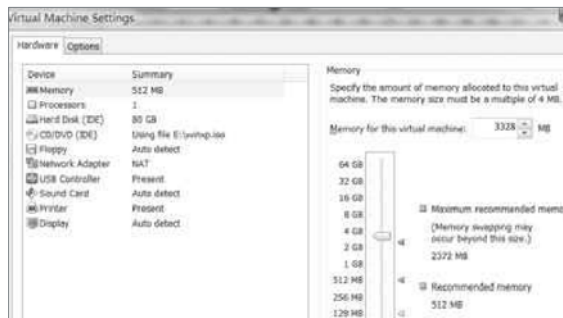 Virtual Machine Settings
Hardware Options
Device Summary
Memory 512 MB
Processors 1
Hard Disk (IDE) 80 GB
CD/DVD (IDE) Using file E:\winxp.iso
Floppy Auto detect
Network Adapter NAT
USB Controller Present
Sound Card Auto detect
Printer Present
Display Auto detect
Memory
Specify the amount of memory allocated to this virtual
machine. The memory size must be a multiple of 4 MB.
Memory for this virtual machine: 3328 MB
64 GB
32 GB
16 GB
8 GB
4 GB
2 GB
1 GB
512 MB
256 MB
128 MB
Maximum recommended memo
(Memory swapping may
occur beyond this size.)
2372 MB
Recommended memory
512 MB